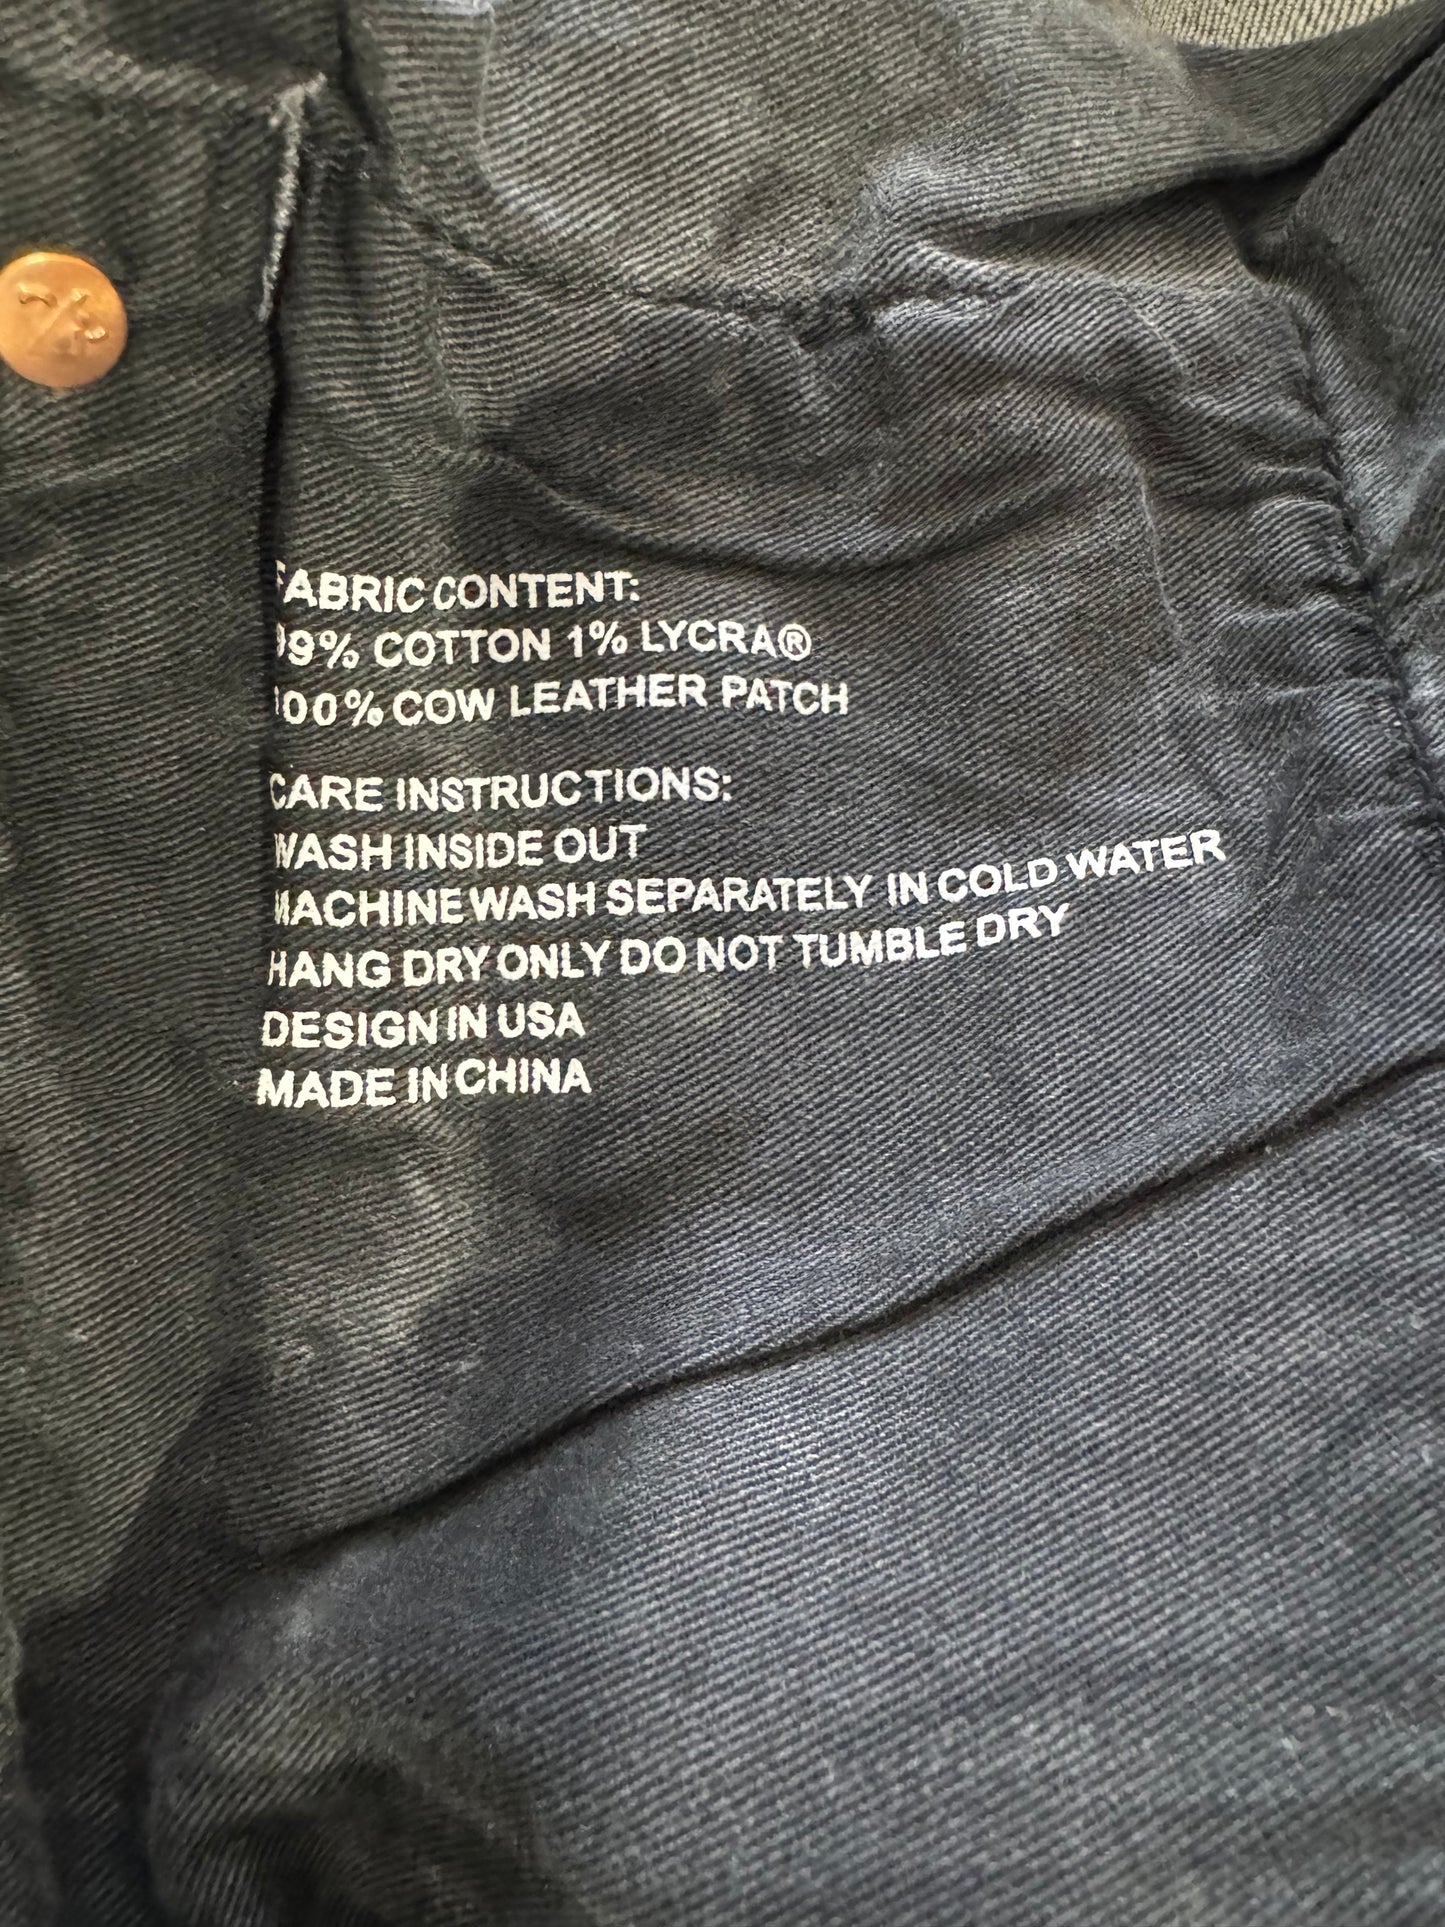 FABRIC CONTENT:
99% COTTON 1% LYCRA®
100% COW LEATHER PATCH
CARE INSTRUCTIONS:
WASH INSIDE OUT
MACHINE WASH SEPARATELY IN COLD WATER
HANG DRY ONLY DO NOT TUMBLE DRY
DESIGN IN USA
MADE IN CHINA